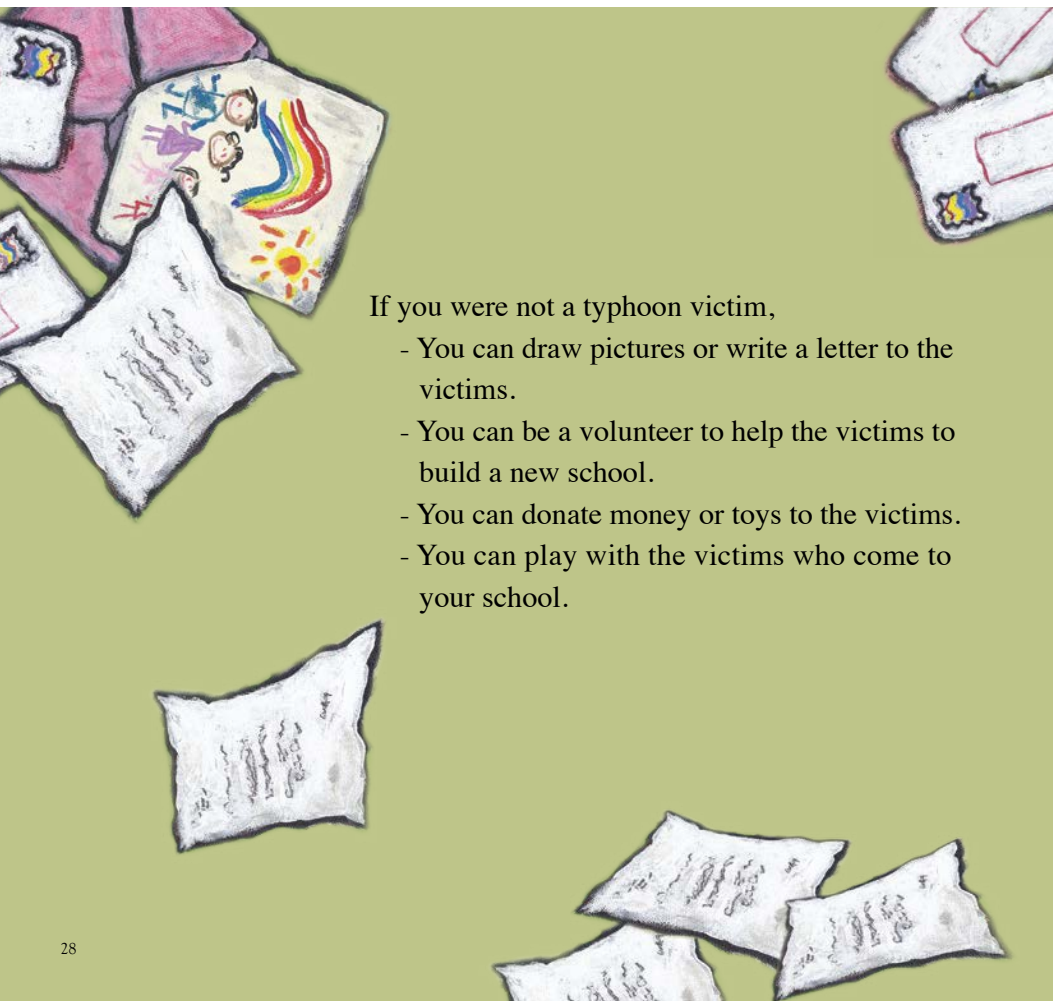 If you were not a typhoon victim,
- You can draw pictures or write a letter to the
victims.
- You can be a volunteer to help the victims to
build a new school.
- You can donate money or toys to the victims.
- You can play with the victims who come to
your school.
28